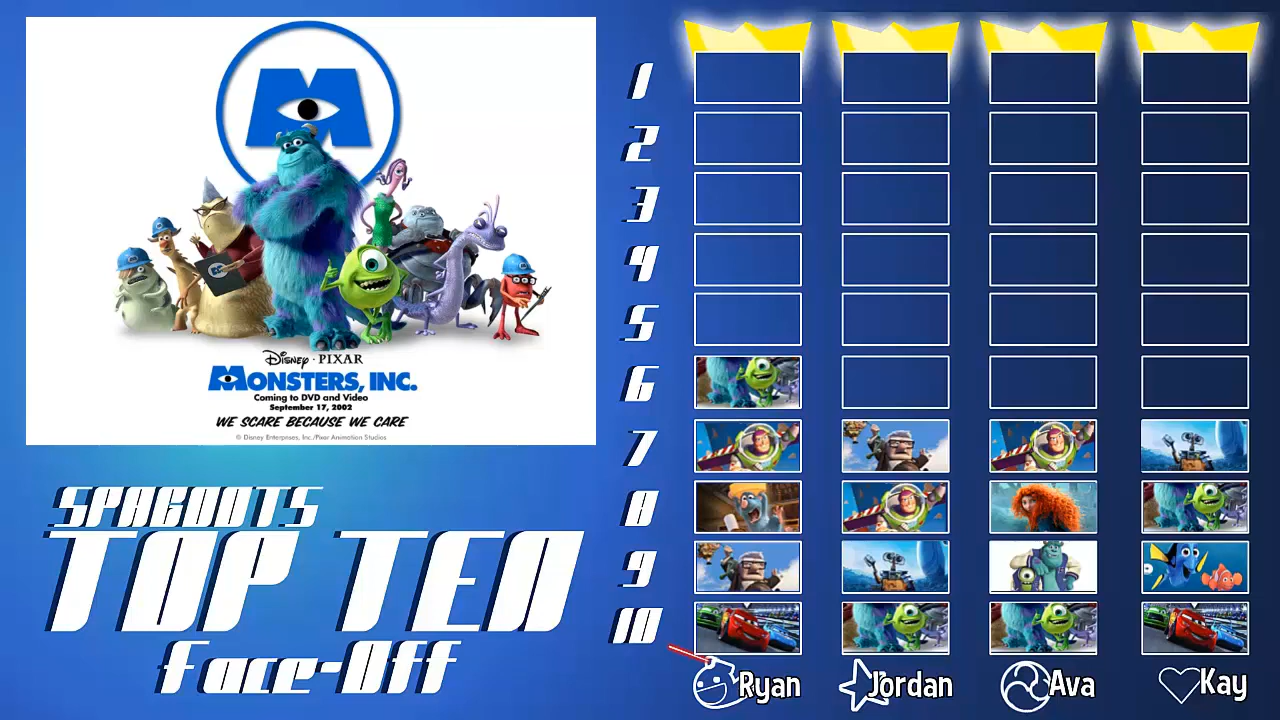 DISNEY · PIXAR
MONSTERS, INC.
Coming to DVD and Video
September 17, 2002
WE SCARE BECAUSE WE CARE
© Disney Enterprises, Inc./Pixar Animation Studios
SPAGOOTS
TOP TEN
Face-Off
1
2
3
4
5
6
7
8
9
10
Ryan
Jordan
Ava
Kay